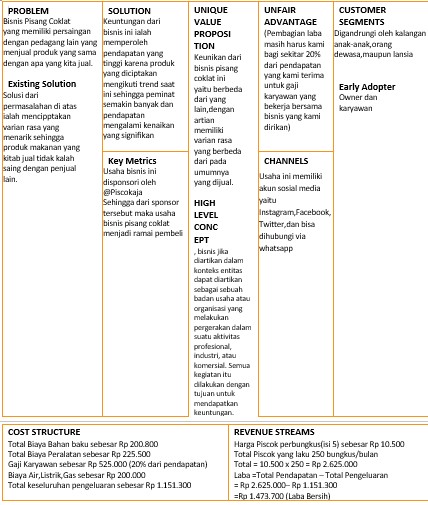 PROBLEM
Bisnis Pisang Coklat
yang memiliki persaingan
dengan pedagang lain yang
menjual produk yang sama
dengan apa yang kita jual.
Existing Solution
Solusi dari
permasalahan di atas
ialah mencipptakan
varian rasa yang
menarik sehingga
produk makanan yang
kitab jual tidak kalah
saing dengan penjual
lain.
SOLUTION
Keuntungan dari
bisnis ini ialah
memperoleh
pendapatan yang
tinggi karena produk
yang diciptakan
mengikuti trend saat
ini sehingga peminat
semakin banyak dan
pendapatan
mengalami kenaikan
yang signifikan
Key Metrics
Usaha bisnis ini
disponsori oleh
@Piscokaja
Sehingga dari sponsor
tersebut maka usaha
bisnis pisang coklat
menjadi ramai pembeli
UNIQUE
VALUE
PROPOSI
TION
Keunikan dari
bisnis pisang
coklat ini
yaitu berbeda
dari yang
lain,dengan
artian
memiliki
varian rasa
yang berbeda
dari pada
umumnya
yang dijual.
HIGH
LEVEL
CONC
EPT
, bisnis jika
diartikan dalam
konteks entitas
dapat diartikan
sebagai sebuah
badan usaha atau
organisasi yang
melakukan
pergerakan dalam
suatu aktivitas
profesional,
industri, atau
komersial. Semua
kegiatan itu
dilakukan dengan
tujuan untuk
mendapatkan
keuntungan.
UNFAIR
ADVANTAGE
(Pembagian laba
masih harus kami
bagi sekitar 20%
dari pendapatan
yang kami terima
untuk gaji
karyawan yang
bekerja bersama
bisnis yang kami
dirikan)
CHANNELS
Usaha ini memiliki
akun sosial media
yaitu
Instagram,Facebook,
Twitter,dan bisa
dihubungi via
whatsapp
CUSTOMER
SEGMENTS
Digandrungi oleh kalangan
anak-anak,orang
dewasa,maupun lansia
Early Adopter
Owner dan
karyawan
COST STRUCTURE
Total Biaya Bahan baku sebesar Rp 200.800
Total Biaya Peralatan sebesar Rp 225.500
Gaji Karyawan sebesar Rp 525.000 (20% dari pendapatan)
Biaya Air,Listrik,Gas sebesar Rp 200.000
Total keseluruhan pengeluaran sebesar Rp 1.151.300
REVENUE STREAMS
Harga Piscok perbungkus(isi 5) sebesar Rp 10.500
Total Piscok yang laku 250 bungkus/bulan
Total = 10.500 x 250 = Rp 2.625.000
Laba =Total Pendapatan – Total Pengeluaran
= Rp 2.625.000– Rp 1.151.300
=Rp 1.473.700 (Laba Bersih)